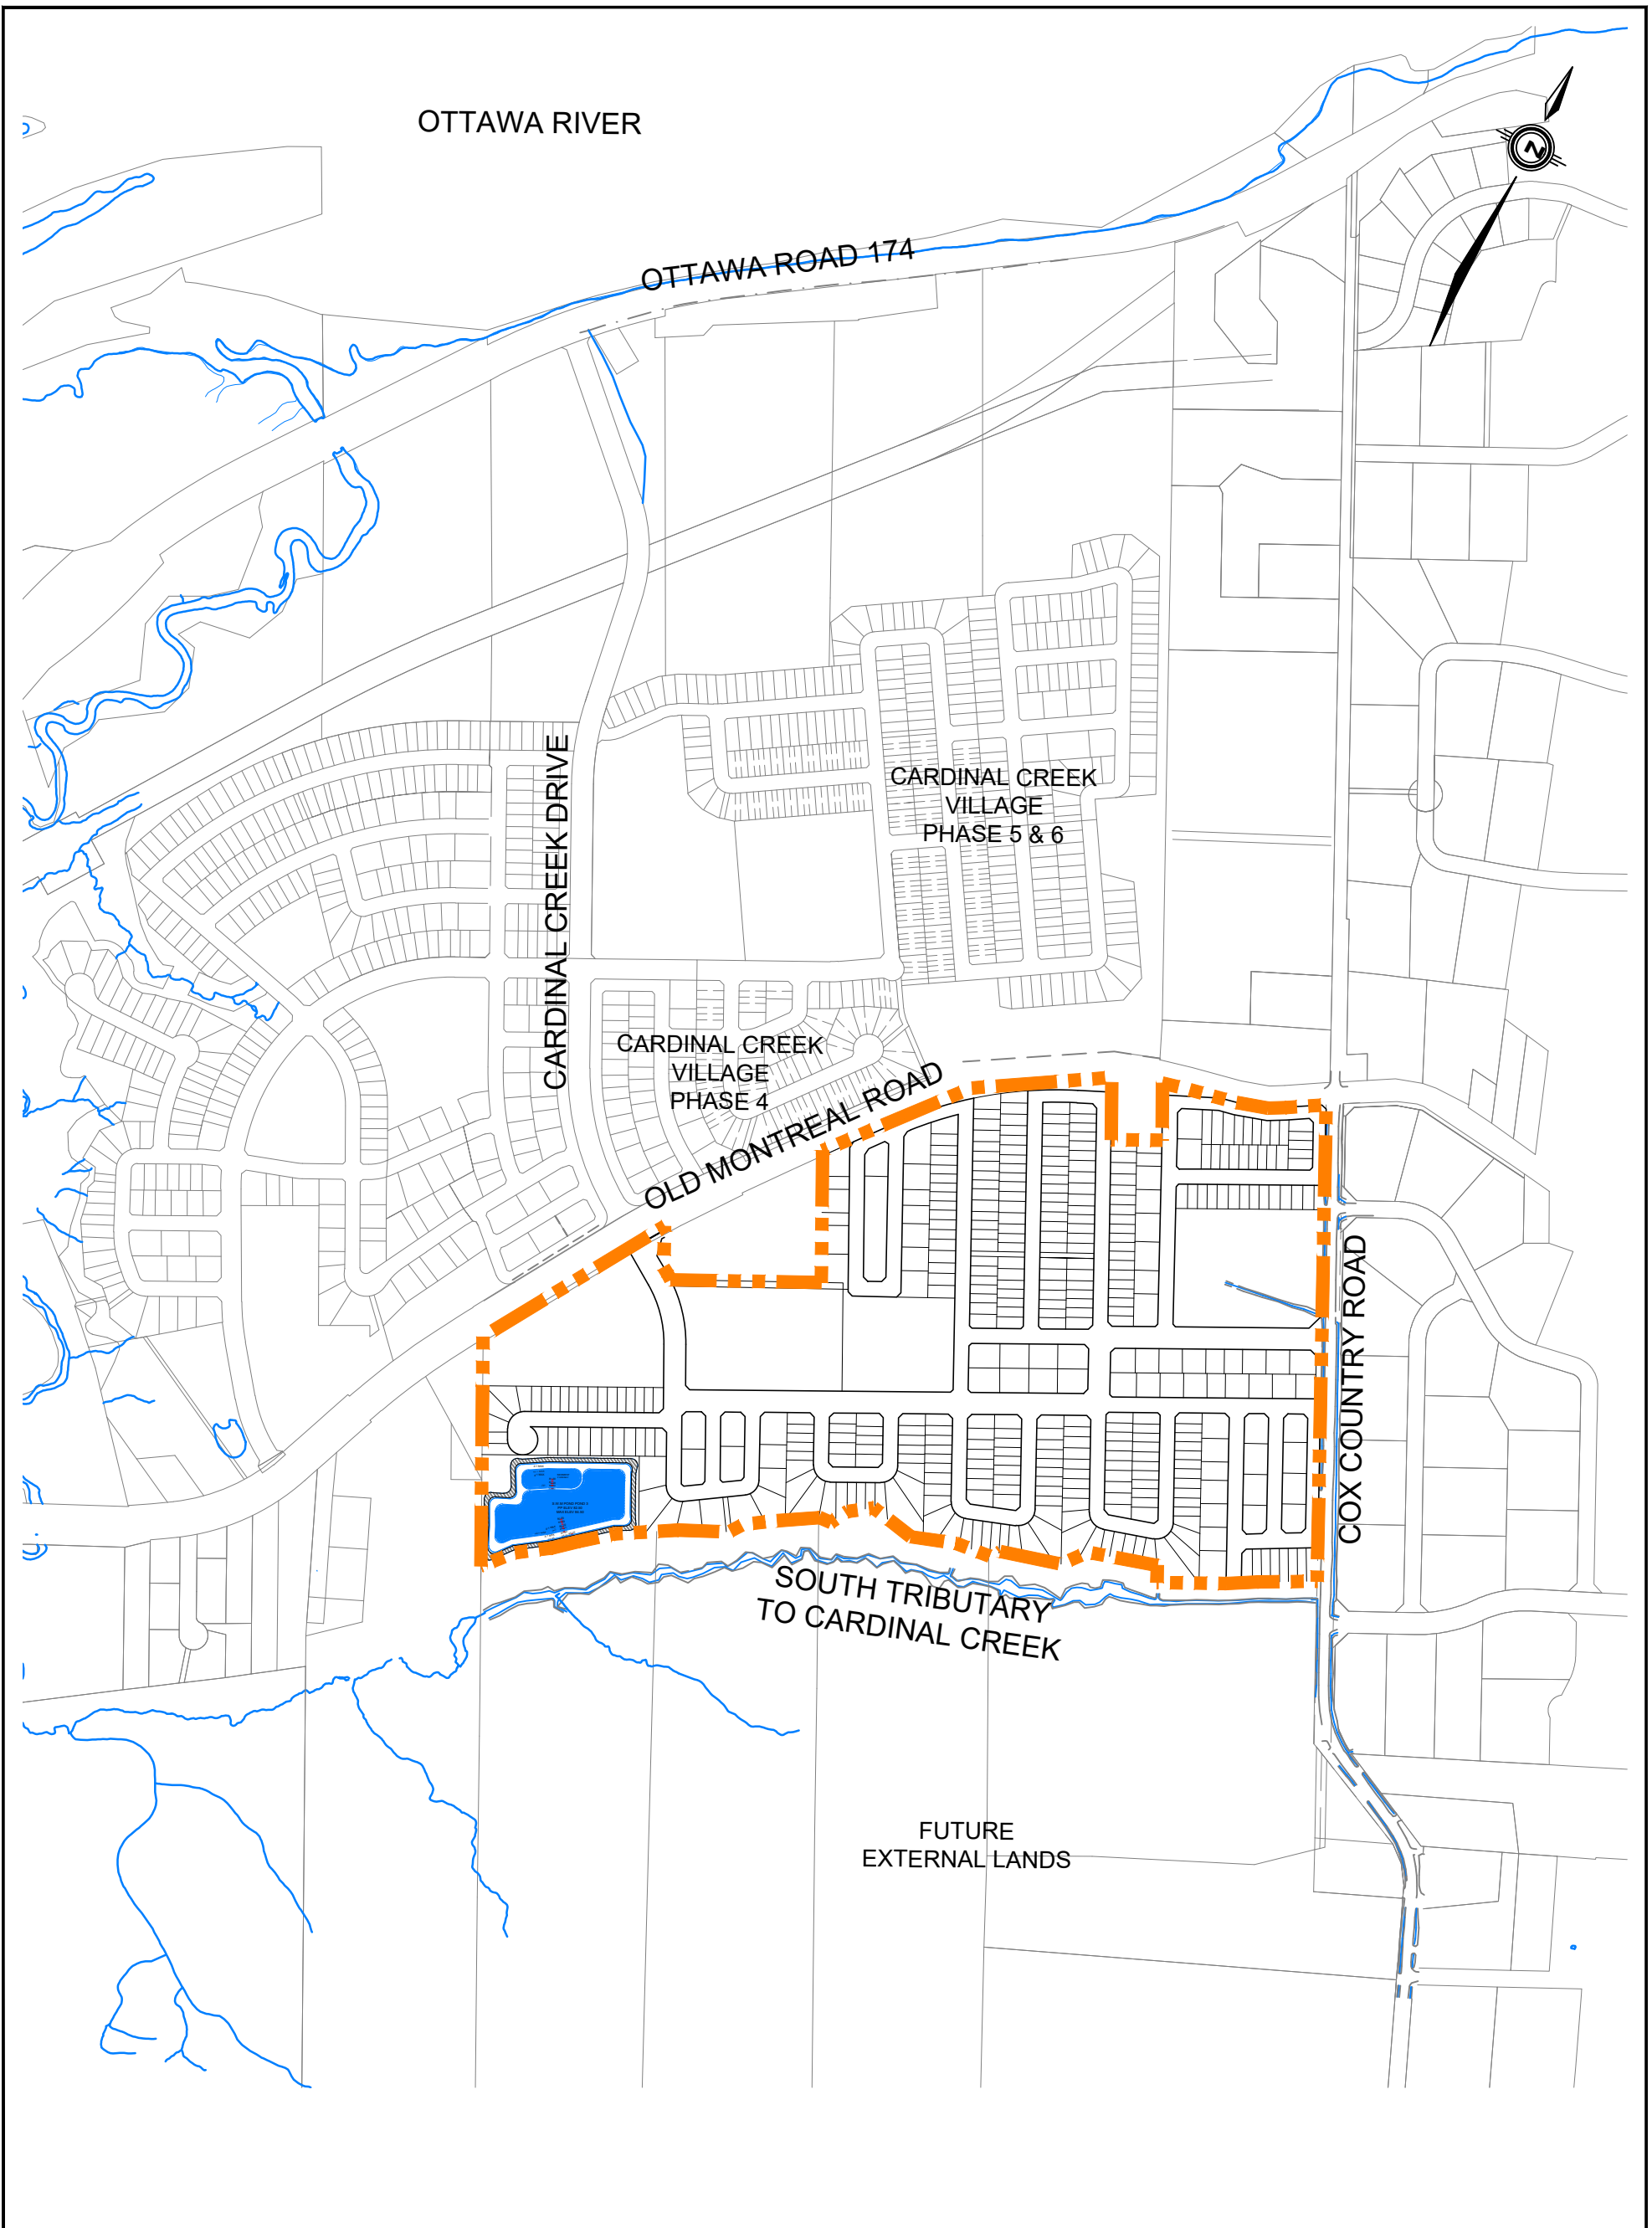 OTTAWA RIVER
N
OTTAWA ROAD 174
CARDINAL CREEK DRIVE
CARDINAL CREEK
VILLAGE
PHASE 5 & 6
CARDINAL CREEK
VILLAGE
PHASE 4
OLD MONTREAL ROAD
COX COUNTRY ROAD
SOUTH TRIBUTARY
TO CARDINAL CREEK
FUTURE
EXTERNAL LANDS